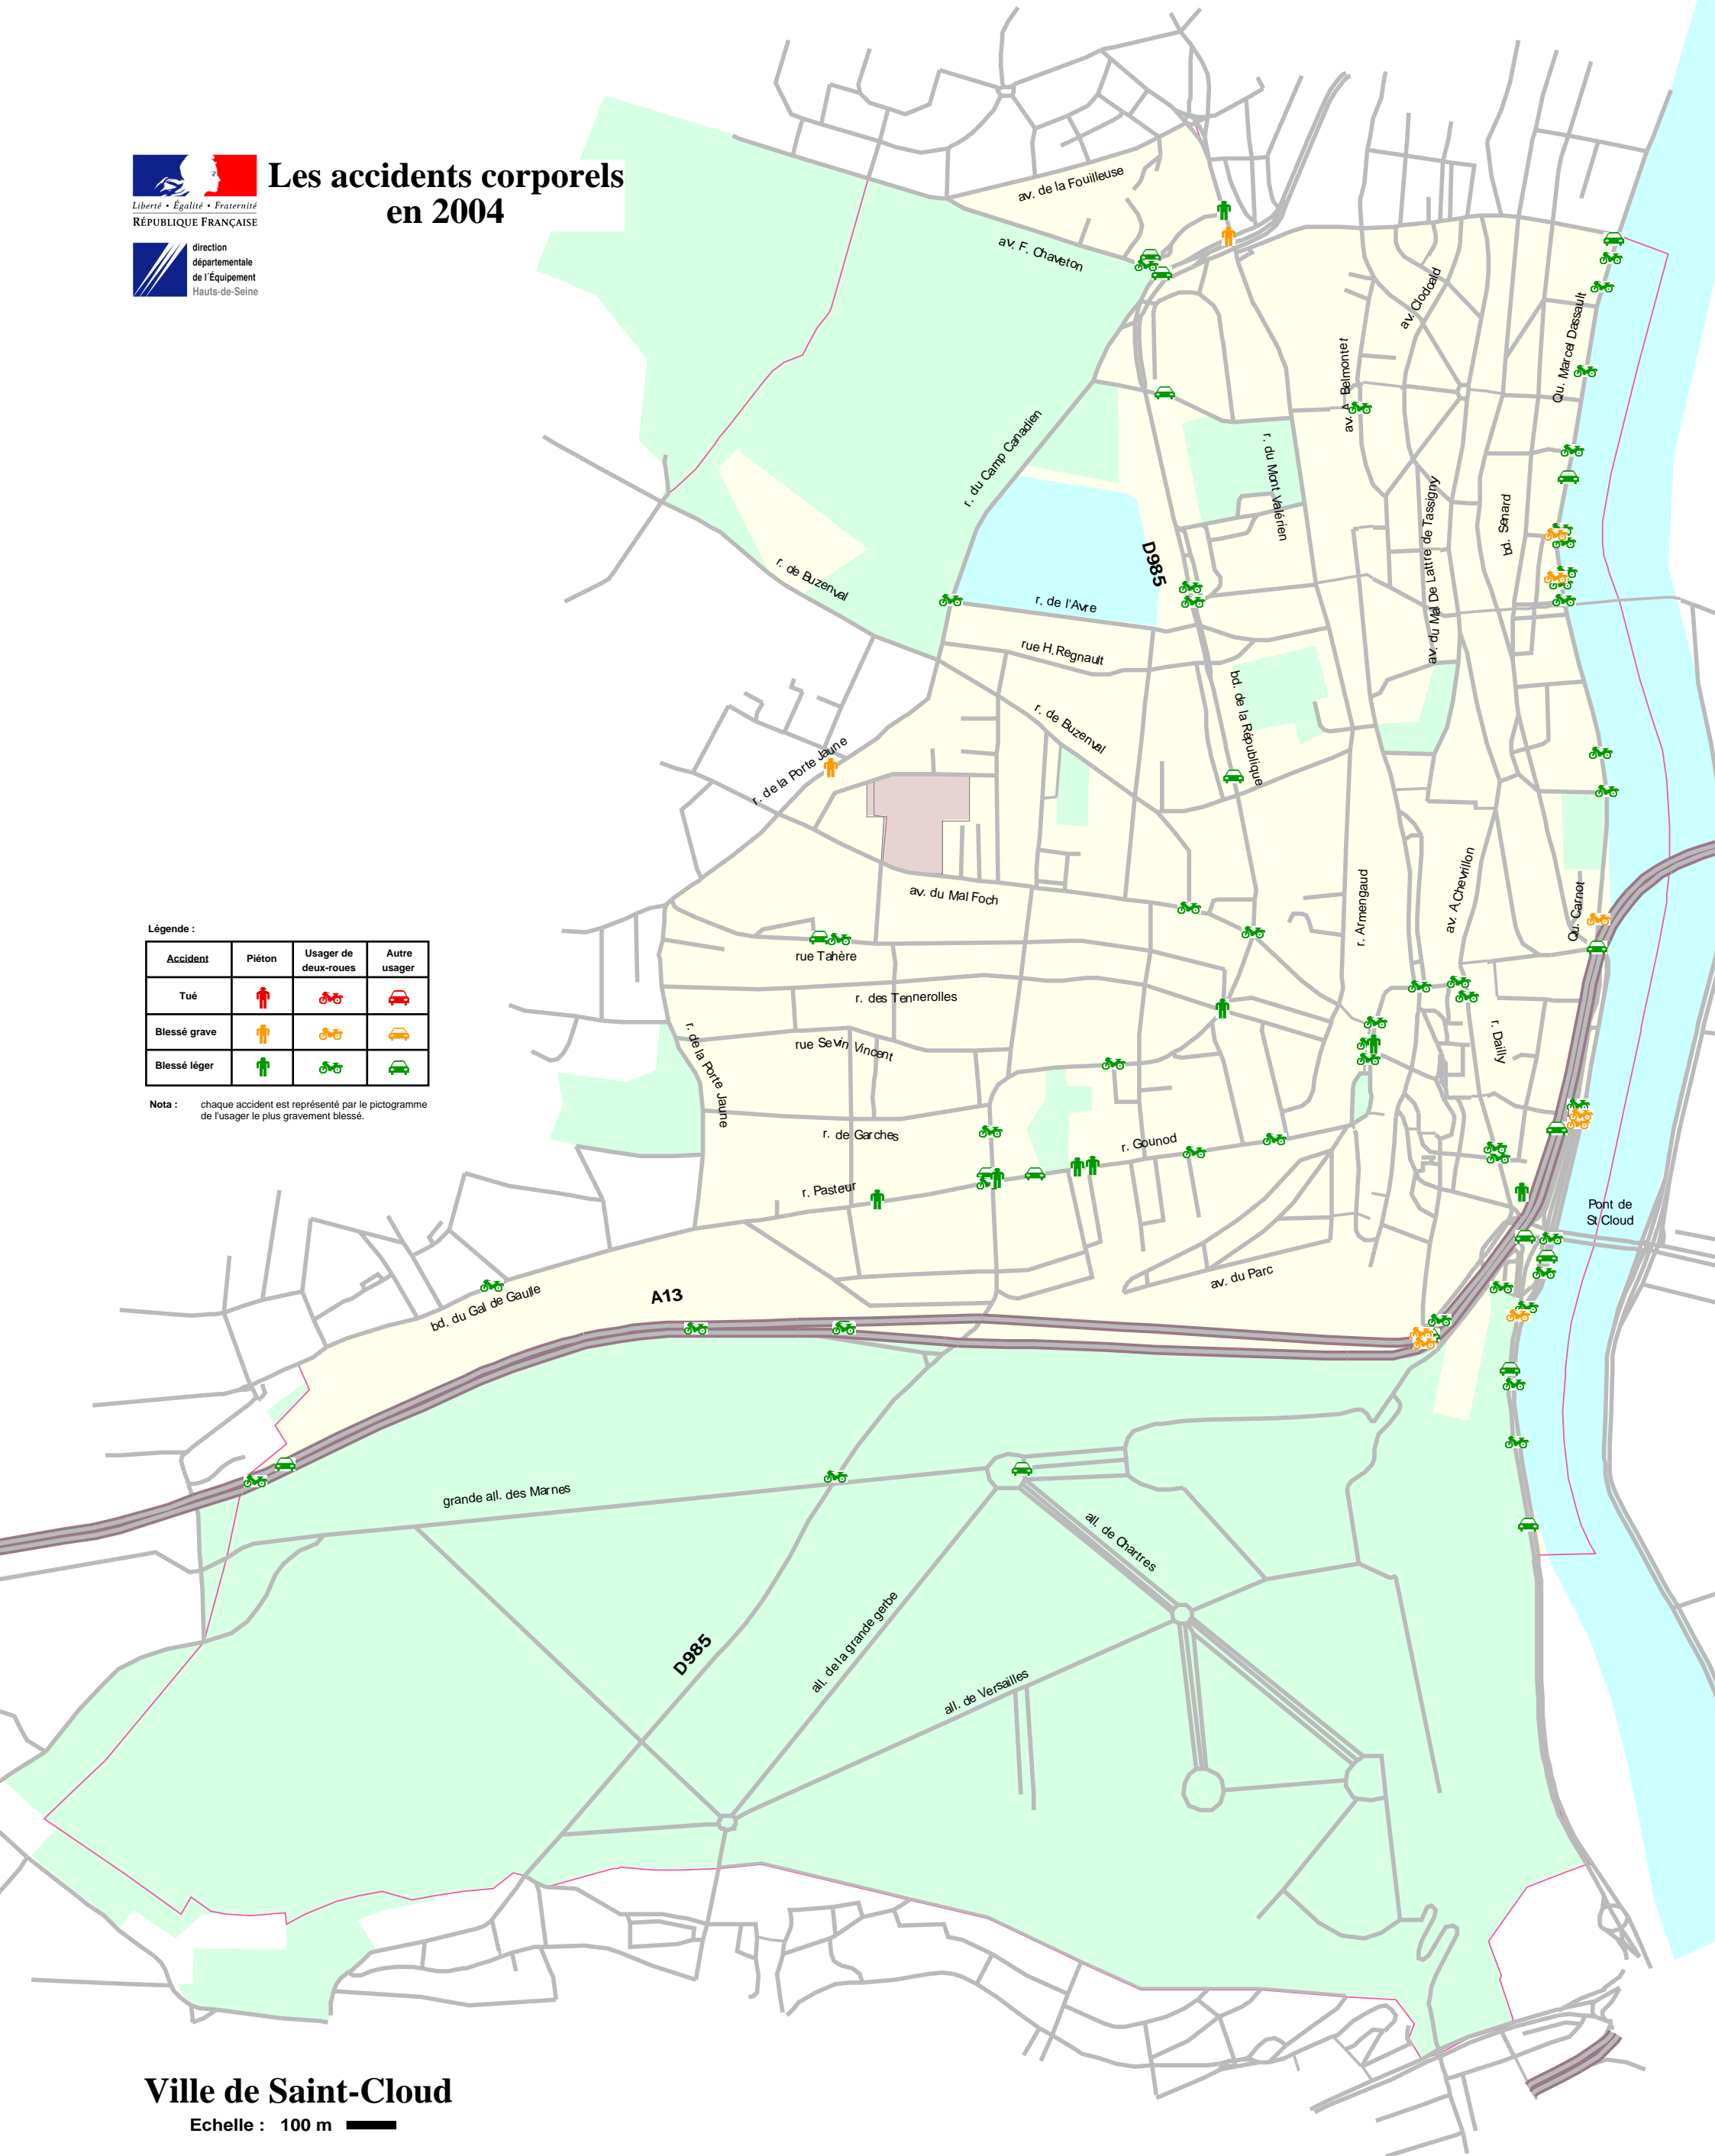 Les accidents corporels
en 2004
Liberté • Égalité • Fraternité
RÉPUBLIQUE FRANÇAISE
direction
départementale
de l´Équipement
Hauts-de-Seine
av. de la Fouilleuse
av. F. Chaveton
av. Clodoald
Qu. Marcel Dassault
av. A. Belmontet
r. du Camp Canadien
r. du Mont Valérien
av. du Mal De Lattre de Tassigny
bd. Senard
D985
r. de Buzenval
r. de l'Avre
rue H. Regnault
bd. de la République
r. de Buzenval
r. de la Porte Jaune
av. du Mal Foch
r. Armengaud
av. A.Chevrillon
Qu. Carnot
Légende :
Accident
Piéton
Usager de
deux-roues
Autre
usager
Tué
Blessé grave
Blessé léger
Nota :
chaque accident est représenté par le pictogramme
de l'usager le plus gravement blessé.
rue Tahère
r. des Tennerolles
r. de la Porte Jaune
rue Sevin Vincent
r. Dailly
r. de Garches
r. Gounod
r. Pasteur
Pont de
St Cloud
av. du Parc
bd. du Gal de Gaulle
A13
grande all. des Marnes
all. de Chartres
all. de la grande gerbe
D985
all. de Versailles
Ville de Saint-Cloud
Echelle : 100 m